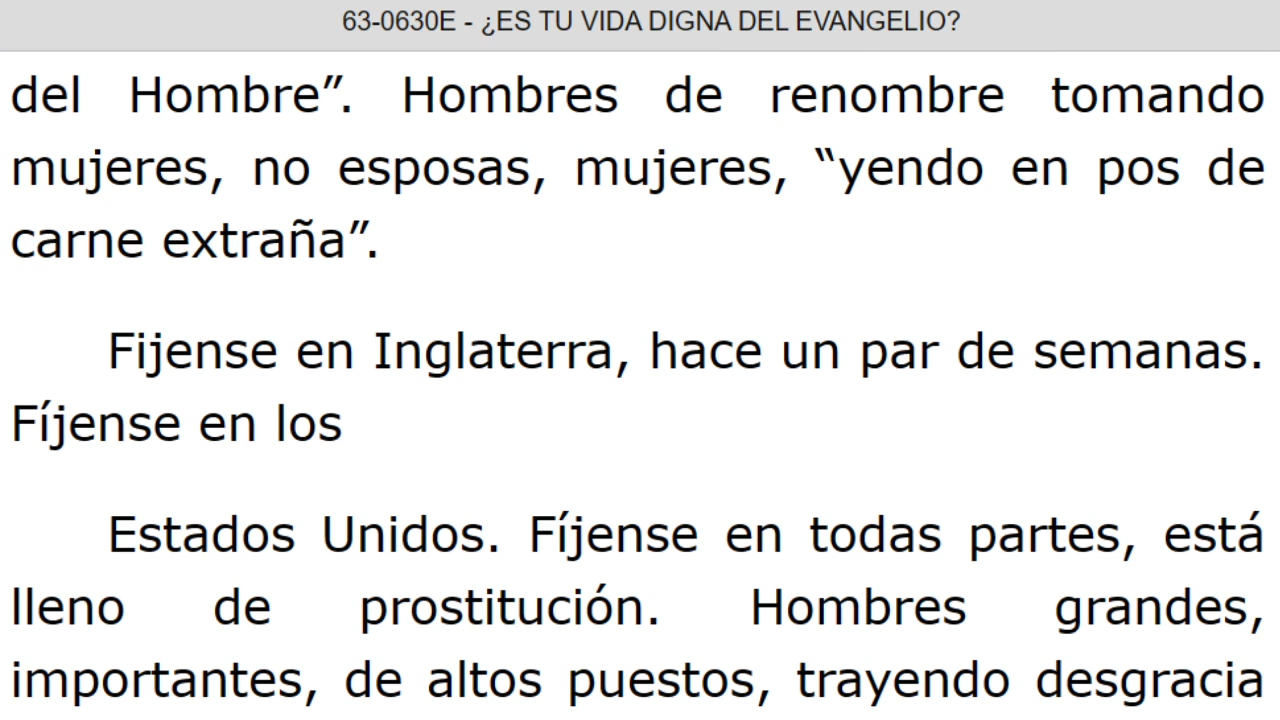 63-0630E - ¿ES TU VIDA DIGNA DEL EVANGELIO?
del Hombre”. Hombres de renombre tomando
mujeres, no esposas, mujeres, “yendo en pos de
carne extraña”.
Fijense en Inglaterra, hace un par de semanas.
Fíjense en los
Estados Unidos. Fíjense en todas partes, está
lleno de prostitución. Hombres grandes,
importantes, de altos puestos, trayendo desgracia